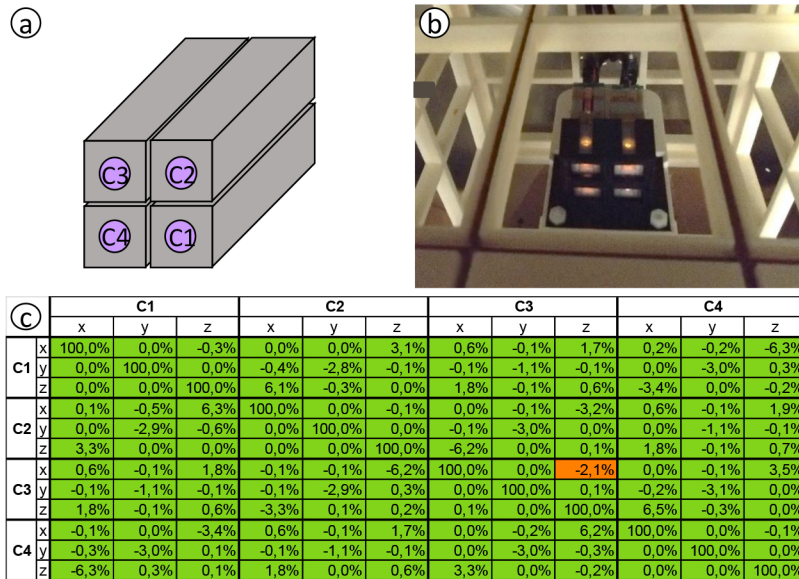 a
b
C3 C2
C4 C1
c
C1 C2 C3 C4
x y z x y z x y z x y z
C1 x 100,0% 0,0% -0,3% 0,0% 0,0% 3,1% 0,6% -0,1% 1,7% 0,2% -0,2% -6,3%
y 0,0% 100,0% 0,0% -0,4% -2,8% -0,1% -0,1% -1,1% -0,1% 0,0% -3,0% 0,3%
z 0,0% 0,0% 100,0% 6,1% -0,3% 0,0% 1,8% -0,1% 0,6% -3,4% 0,0% -0,2%
C2 x 0,1% -0,5% 6,3% 100,0% 0,0% -0,1% 0,0% -0,1% -3,2% 0,6% -0,1% 1,9%
y 0,0% -2,9% -0,6% 0,0% 100,0% 0,0% -0,1% -3,0% 0,0% 0,0% -1,1% -0,1%
z 3,3% 0,0% 0,0% 0,0% 0,0% 100,0% -6,2% 0,0% 0,1% 1,8% -0,1% 0,7%
C3 x 0,6% -0,1% 1,8% -0,1% -0,1% -6,2% 100,0% 0,0% -2,1% 0,0% -0,1% 3,5%
y -0,1% -1,1% -0,1% -0,1% -2,9% 0,3% 0,0% 100,0% 0,1% -0,2% -3,1% 0,0%
z 1,8% -0,1% 0,6% -3,3% 0,1% 0,2% 0,1% 0,0% 100,0% 6,5% -0,3% 0,0%
C4 x -0,1% 0,0% -3,4% 0,6% -0,1% 1,7% 0,0% -0,2% 6,2% 100,0% 0,0% -0,1%
y -0,3% -3,0% 0,1% -0,1% -1,1% -0,1% 0,0% -3,0% -0,3% 0,0% 100,0% 0,0%
z -6,3% 0,3% 0,1% 1,8% 0,0% 0,6% 3,3% 0,0% -0,2% 0,0% 0,0% 100,0%